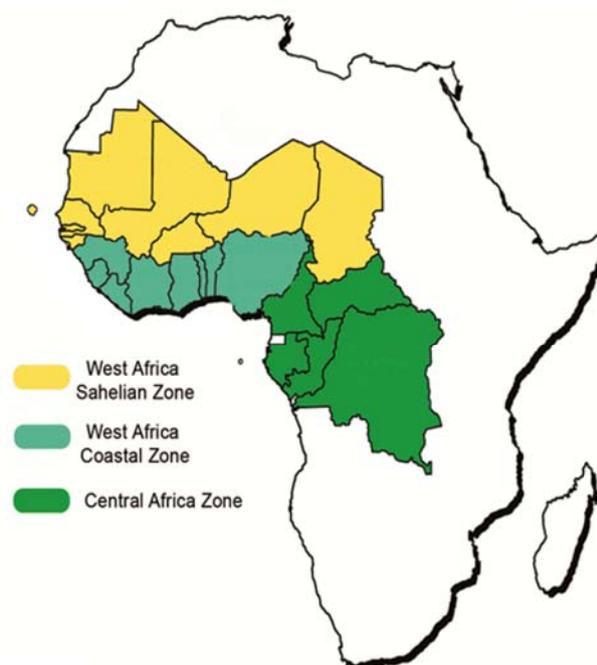 West Africa
Sahelian Zone
West Africa
Coastal Zone
Central Africa Zone